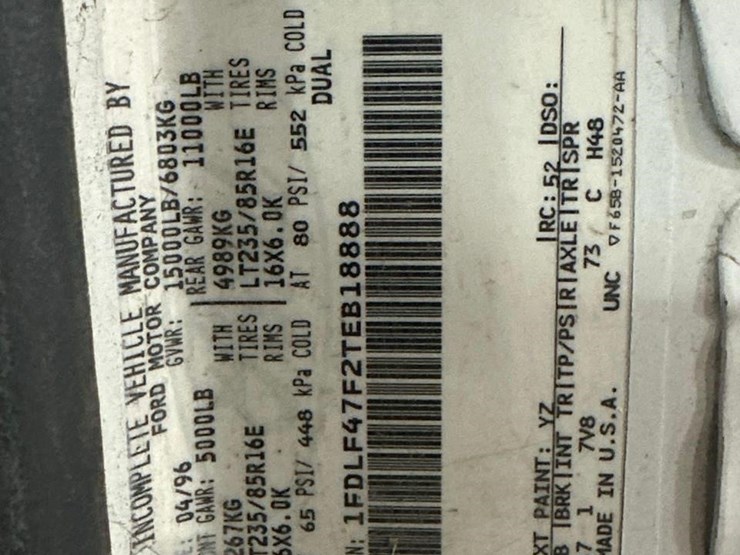 INCOMPLETE VEHICLE MANUFACTURED BY
FORD MOTOR COMPANY
: 04/96 GVWR: 15000LB/6803KG
NT GAWR: 5000LB REAR GAWR: 11000LB
267KG WITH 4989KG WITH
T235/85R16E TIRES LT235/85R16E TIRES
6X6.0K RIMS 16X6.0K RIMS
65 PSI/ 448 kPa COLD AT 80 PSI/ 552 kPa COLD
DUAL
N: 1FDLF47F2TEB18888
XT PAINT: YZ RC: 52 DSO:
B BRK INT TR TP/PS R AXLE TR SPR
7 1 7V8 73 C H48
MADE IN U.S.A. UNC ▽F65B-1520472-AA